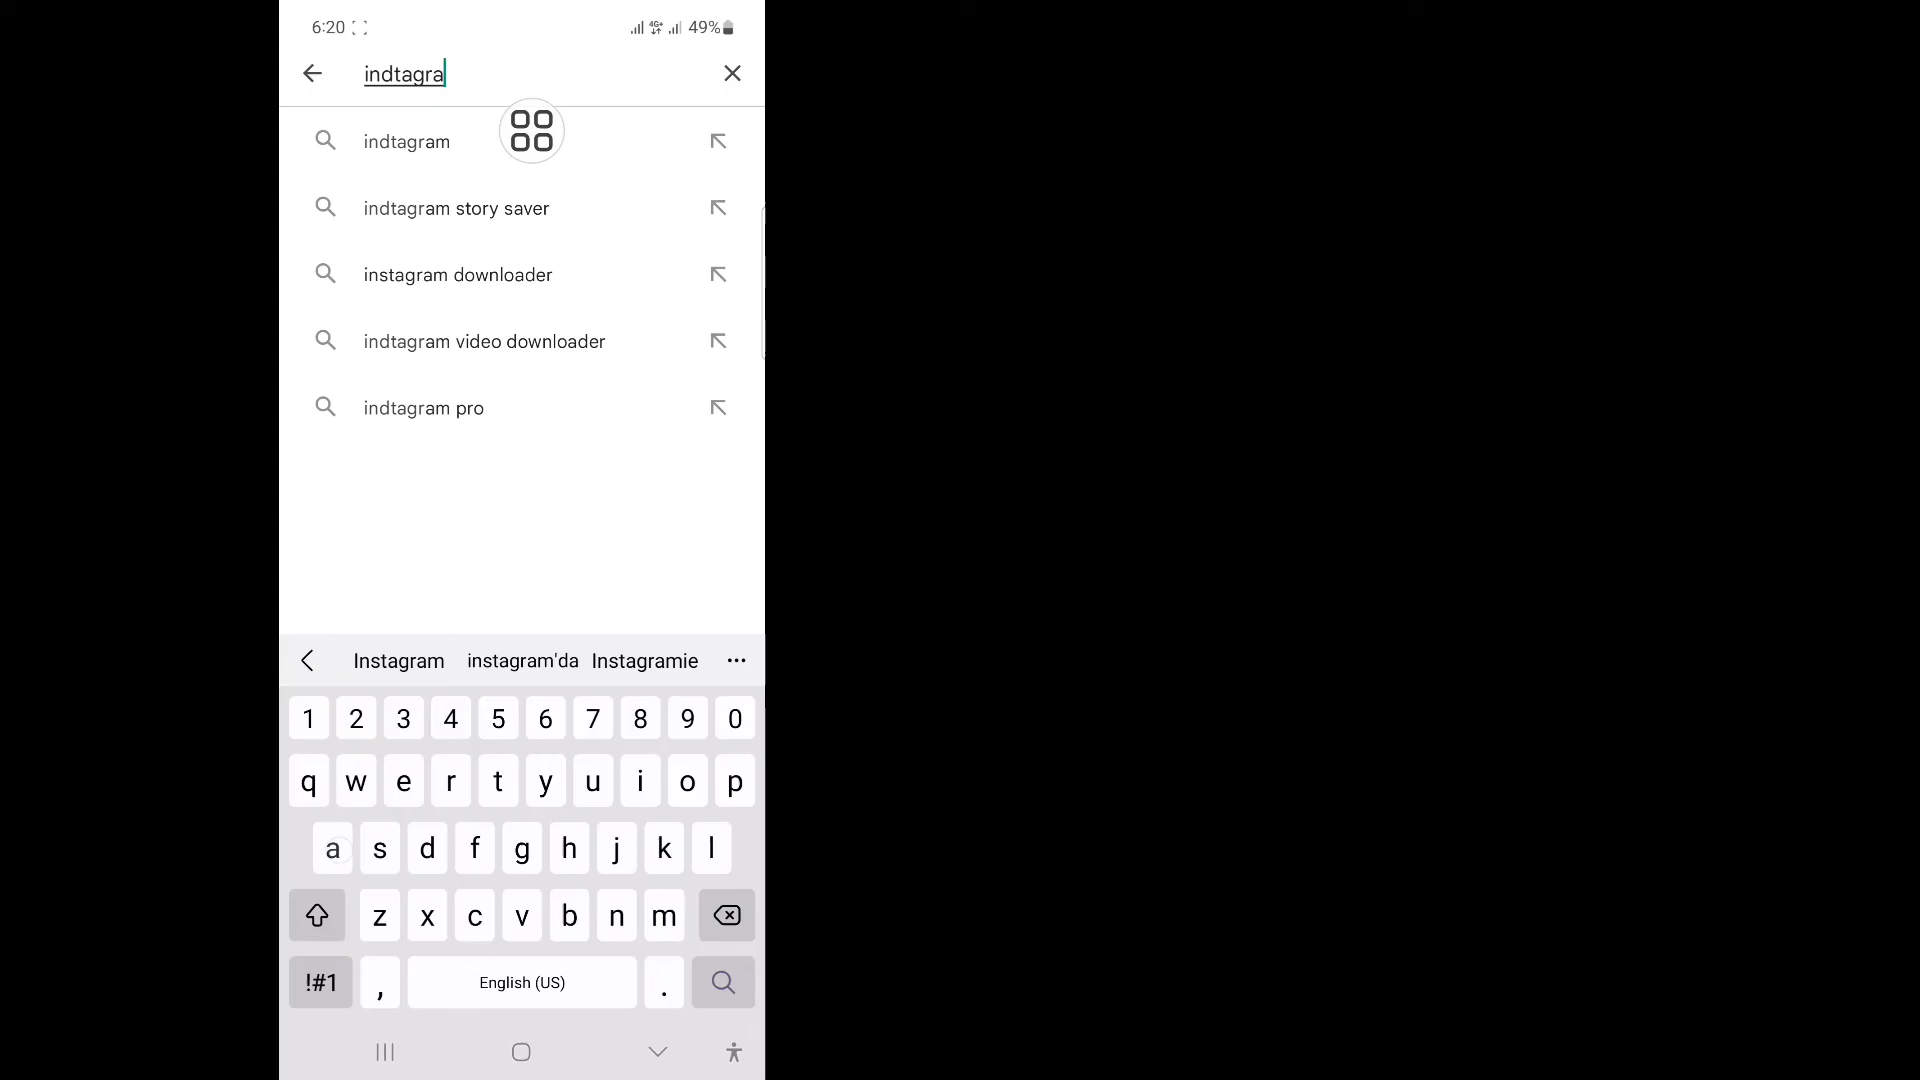 6:20 4G+ 49%
indtagra
indtagram
indtagram story saver
instagram downloader
indtagram video downloader
indtagram pro
Instagram instagram'da Instagramie ...
1 2 3 4 5 6 7 8 9 0
q w e r t y u i o p
a s d f g h j k l
z x c v b n m
!#1 , English (US) .